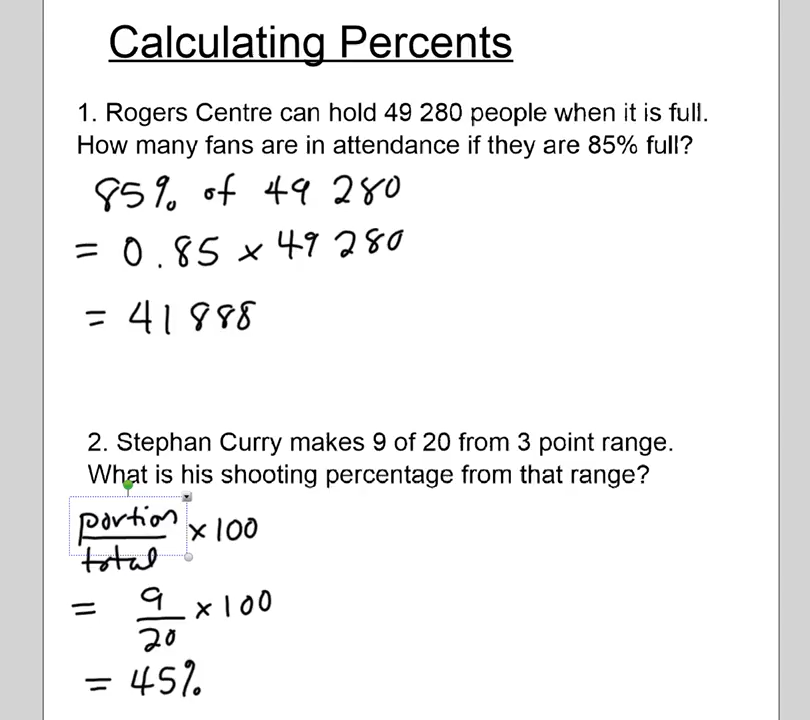 Calculating Percents
1. Rogers Centre can hold 49 280 people when it is full.
How many fans are in attendance if they are 85% full?
85% of 49 280
= 0.85 × 49 280
= 41 888
2. Stephan Curry makes 9 of 20 from 3 point range.
What is his shooting percentage from that range?
portion × 100
total
= 9 × 100
20
= 45%